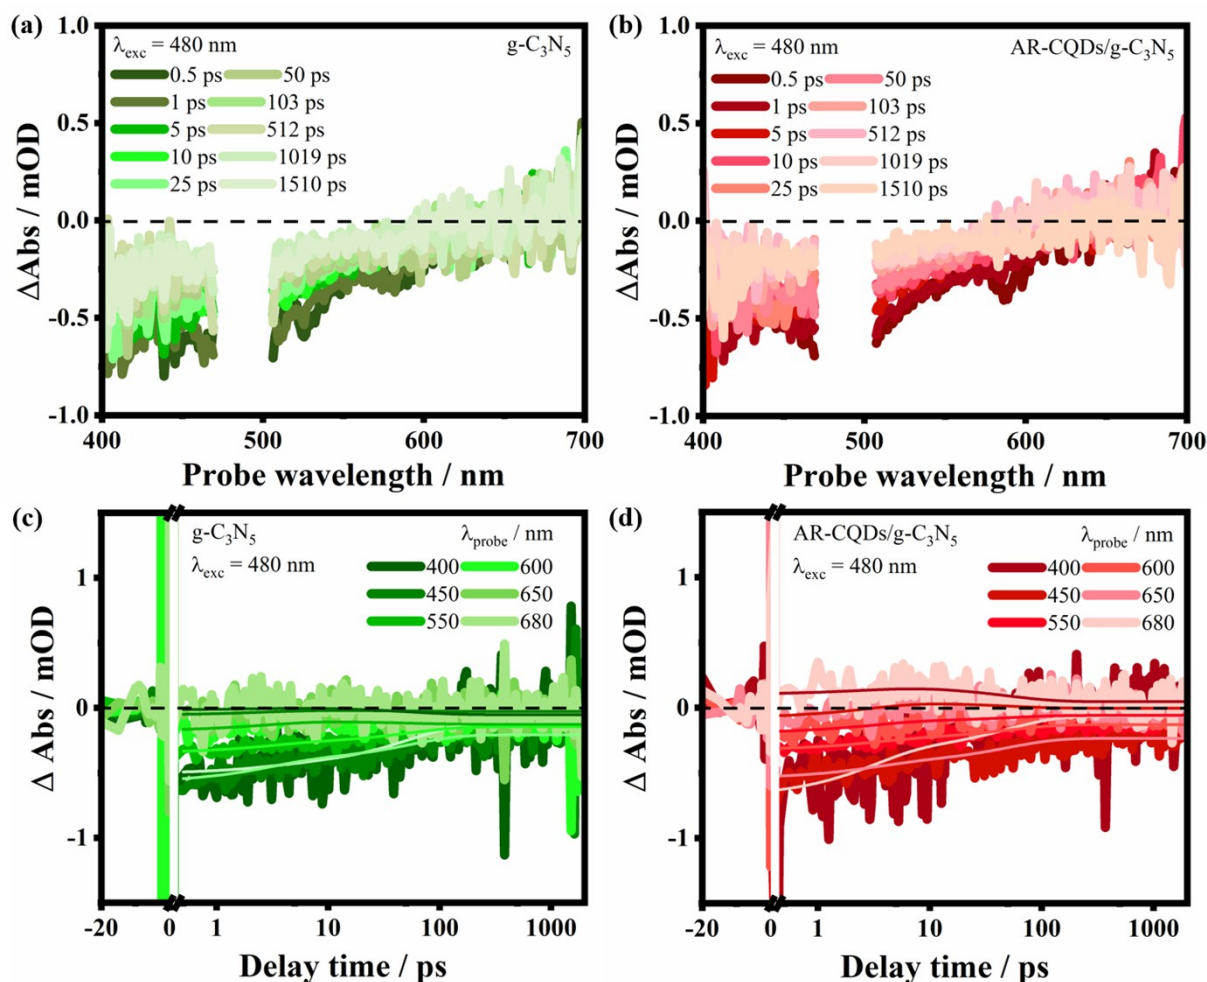 (a)
λexc = 480 nm
g-C₃N₅
0.5 ps 50 ps
1 ps 103 ps
5 ps 512 ps
10 ps 1019 ps
25 ps 1510 ps
1.0
0.5
0.0
-0.5
-1.0
ΔAbs / mOD
400 500 600 700
Probe wavelength / nm
(b)
λexc = 480 nm
AR-CQDs/g-C₃N₅
0.5 ps 50 ps
1 ps 103 ps
5 ps 512 ps
10 ps 1019 ps
25 ps 1510 ps
1.0
0.5
0.0
-0.5
-1.0
ΔAbs / mOD
400 500 600 700
Probe wavelength / nm
(c)
g-C₃N₅
λexc = 480 nm
λprobe / nm
400 600
450 650
550 680
1
0
-1
Δ Abs / mOD
-20 0 1 10 100 1000
Delay time / ps
(d)
AR-CQDs/g-C₃N₅
λexc = 480 nm
λprobe / nm
400 600
450 650
550 680
1
0
-1
Δ Abs / mOD
-20 0 1 10 100 1000
Delay time / ps